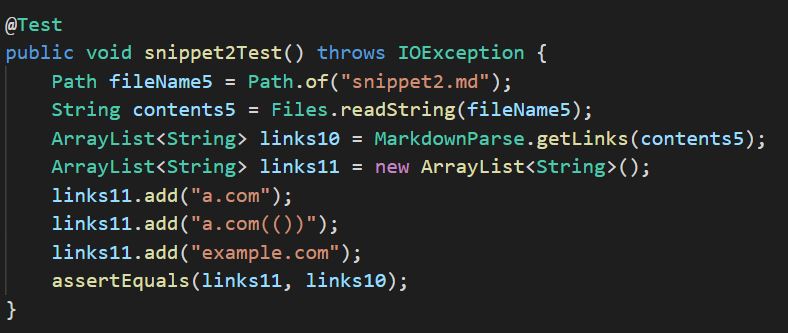 @Test
public void snippet2Test() throws IOException {
    Path fileName5 = Path.of("snippet2.md");
    String contents5 = Files.readString(fileName5);
    ArrayList<String> links10 = MarkdownParse.getLinks(contents5);
    ArrayList<String> links11 = new ArrayList<String>();
    links11.add("a.com");
    links11.add("a.com(())");
    links11.add("example.com");
    assertEquals(links11, links10);
}